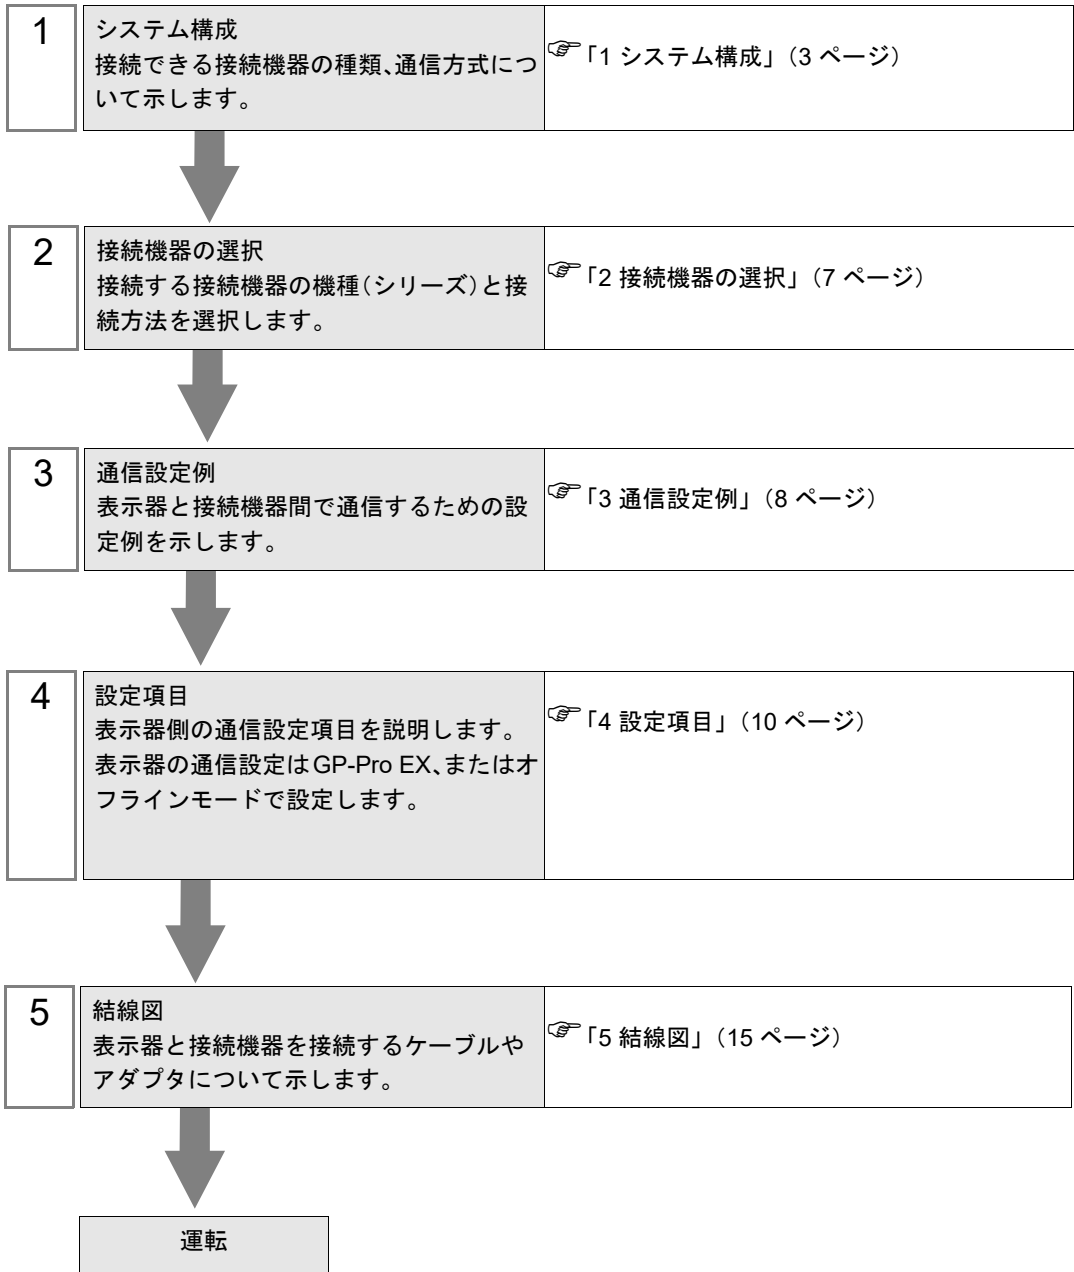 1
システム構成
接続できる接続機器の種類、通信方式につ
いて示します。
☞「1 システム構成」（3 ページ）
2
接続機器の選択
接続する接続機器の機種（シリーズ）と接
続方法を選択します。
☞「2 接続機器の選択」（7 ページ）
3
通信設定例
表示器と接続機器間で通信するための設
定例を示します。
☞「3 通信設定例」（8 ページ）
4
設定項目
表示器側の通信設定項目を説明します。
表示器の通信設定はGP-Pro EX、またはオ
フラインモードで設定します。
☞「4 設定項目」（10 ページ）
5
結線図
表示器と接続機器を接続するケーブルや
アダプタについて示します。
☞「5 結線図」（15 ページ）
運転